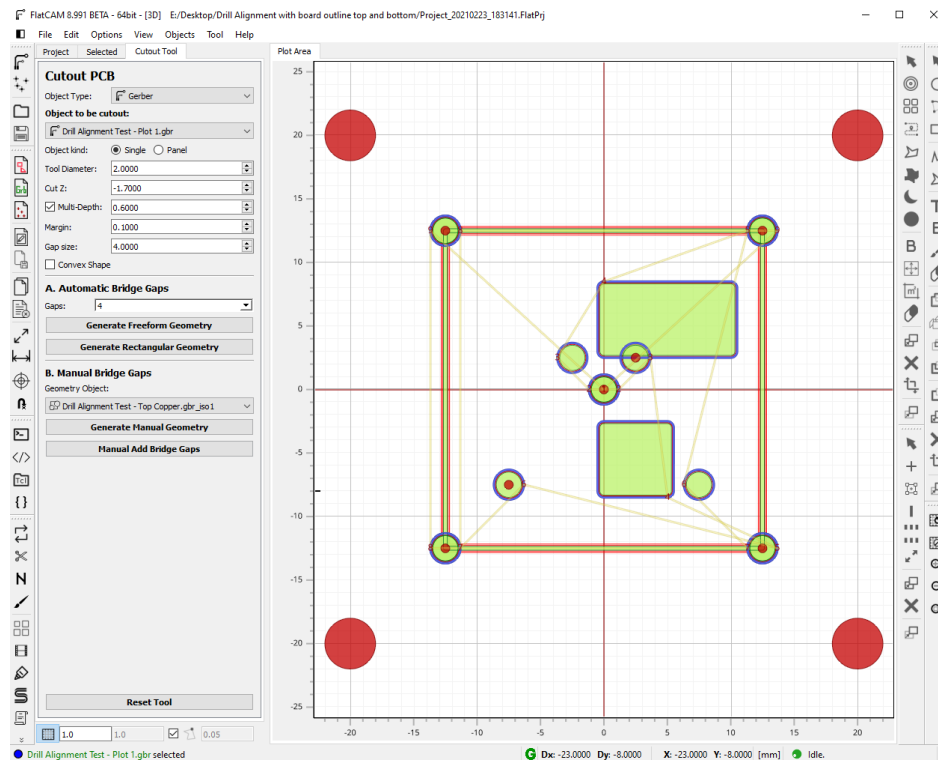 FlatCAM 8.991 BETA - 64bit - [3D] E:/Desktop/Drill Alignment with board outline top and bottom/Project_20210223_183141.FlatPrj
File Edit Options View Objects Tool Help
Project Selected Cutout Tool Plot Area
Cutout PCB
Object Type: Gerber
Object to be cutout:
Drill Alignment Test - Plot 1.gbr
Object kind: Single Panel
Tool Diameter: 2.0000
Cut Z: -1.7000
Multi-Depth: 0.6000
Margin: 0.1000
Gap size: 4.0000
Convex Shape
A. Automatic Bridge Gaps
Gaps: 4
Generate Freeform Geometry
Generate Rectangular Geometry
B. Manual Bridge Gaps
Geometry Object:
Drill Alignment Test - Top Copper.gbr_iso1
Generate Manual Geometry
Manual Add Bridge Gaps
Reset Tool
25
20
15
10
5
0
-5
-10
-15
-20
-25
-20 -15 -10 -5 0 5 10 15 20
1.0 1.0 0.05
Drill Alignment Test - Plot 1.gbr selected
G Dx: -23.0000 Dy: -8.0000 X: -23.0000 Y: -8.0000 [mm] Idle.